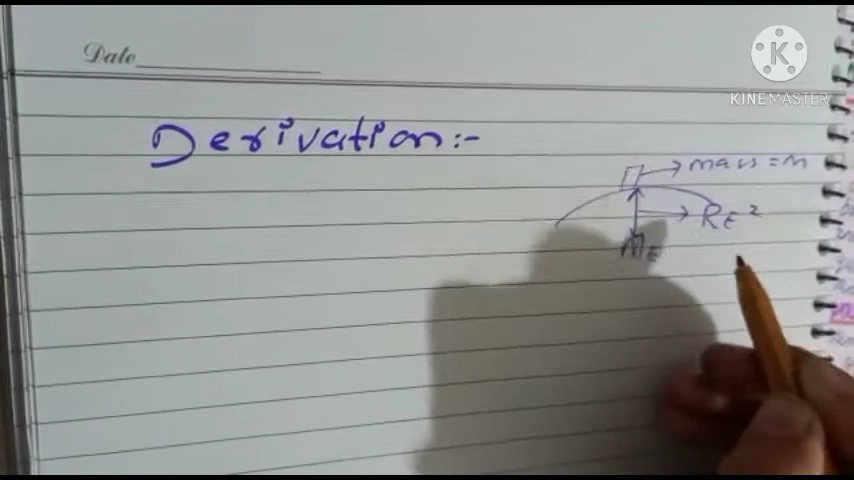 Date
KINEMASTER
Derivation:-
mass = m
RE²
ME